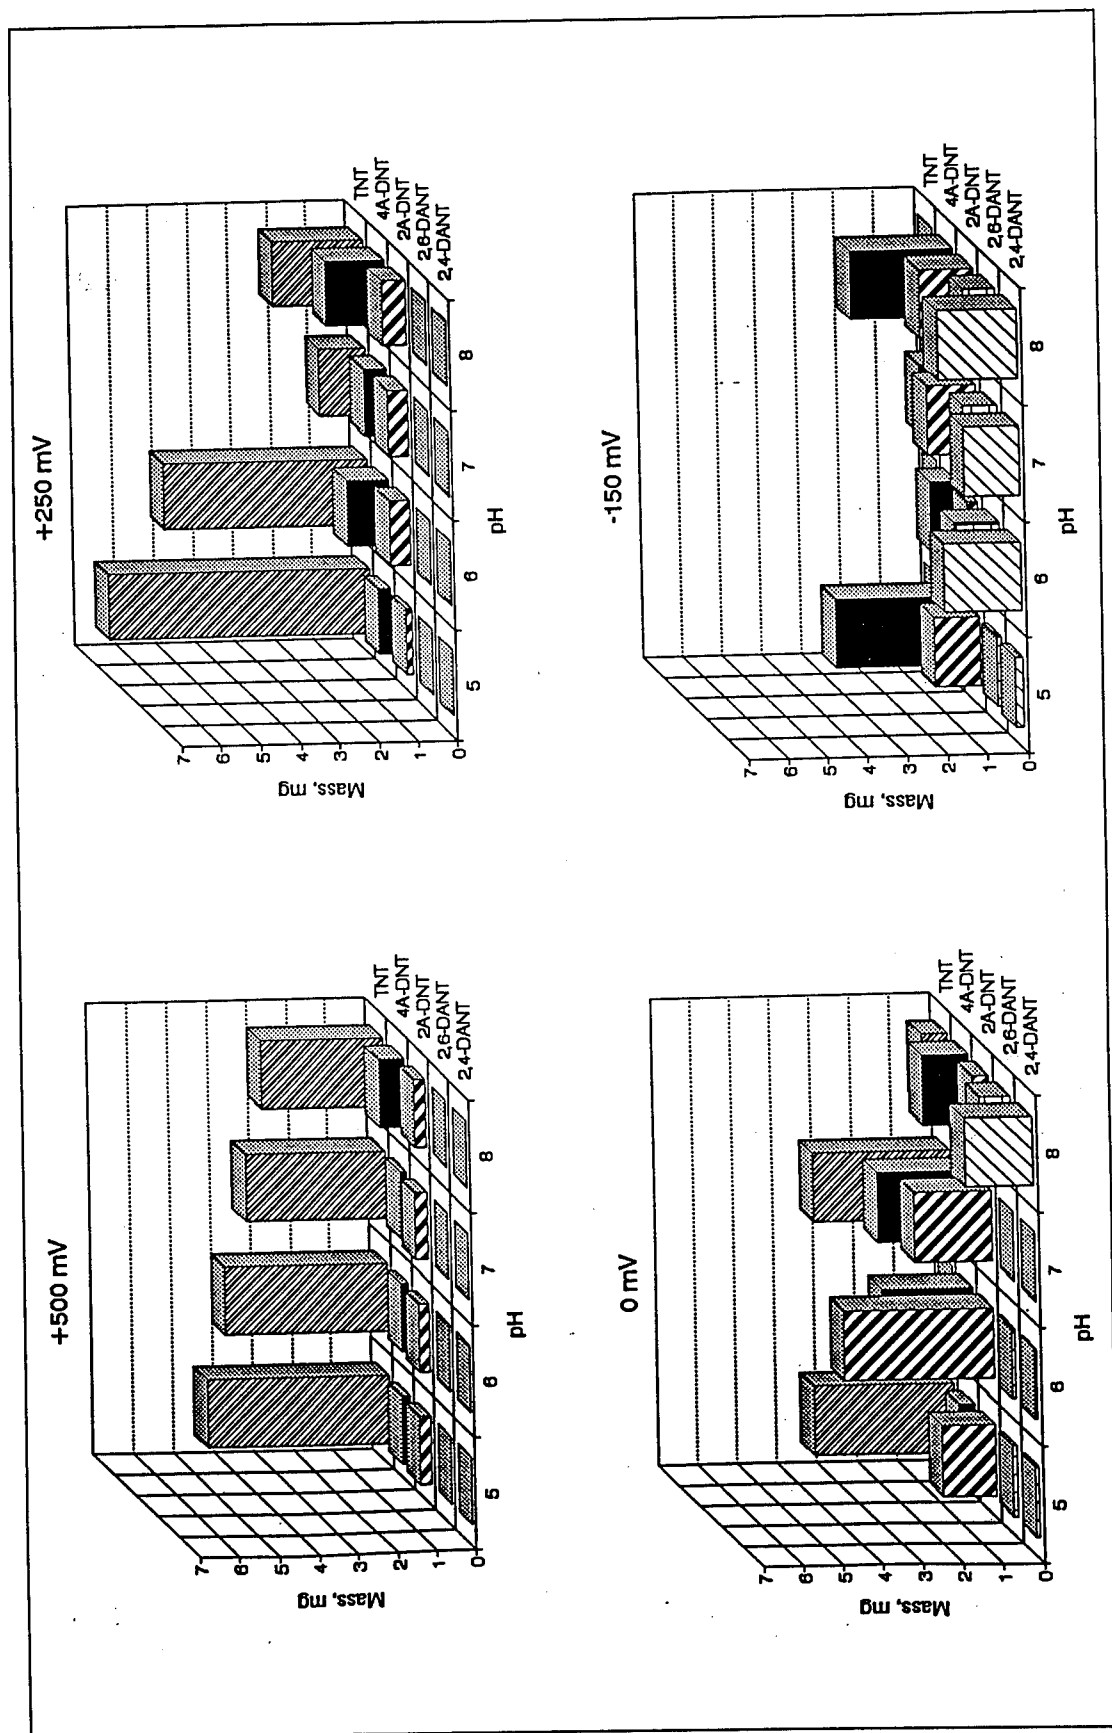 +500 mV
7
6
5
4
3
2
1
0
Mass, mg
5
6
7
8
pH
TNT
4A-DNT
2A-DNT
2,6-DANT
2,4-DANT
+250 mV
7
6
5
4
3
2
1
0
Mass, mg
5
6
7
8
pH
TNT
4A-DNT
2A-DNT
2,6-DANT
2,4-DANT
0 mV
7
6
5
4
3
2
1
0
Mass, mg
5
6
7
8
pH
TNT
4A-DNT
2A-DNT
2,6-DANT
2,4-DANT
-150 mV
7
6
5
4
3
2
1
0
Mass, mg
5
6
7
8
pH
TNT
4A-DNT
2A-DNT
2,6-DANT
2,4-DANT